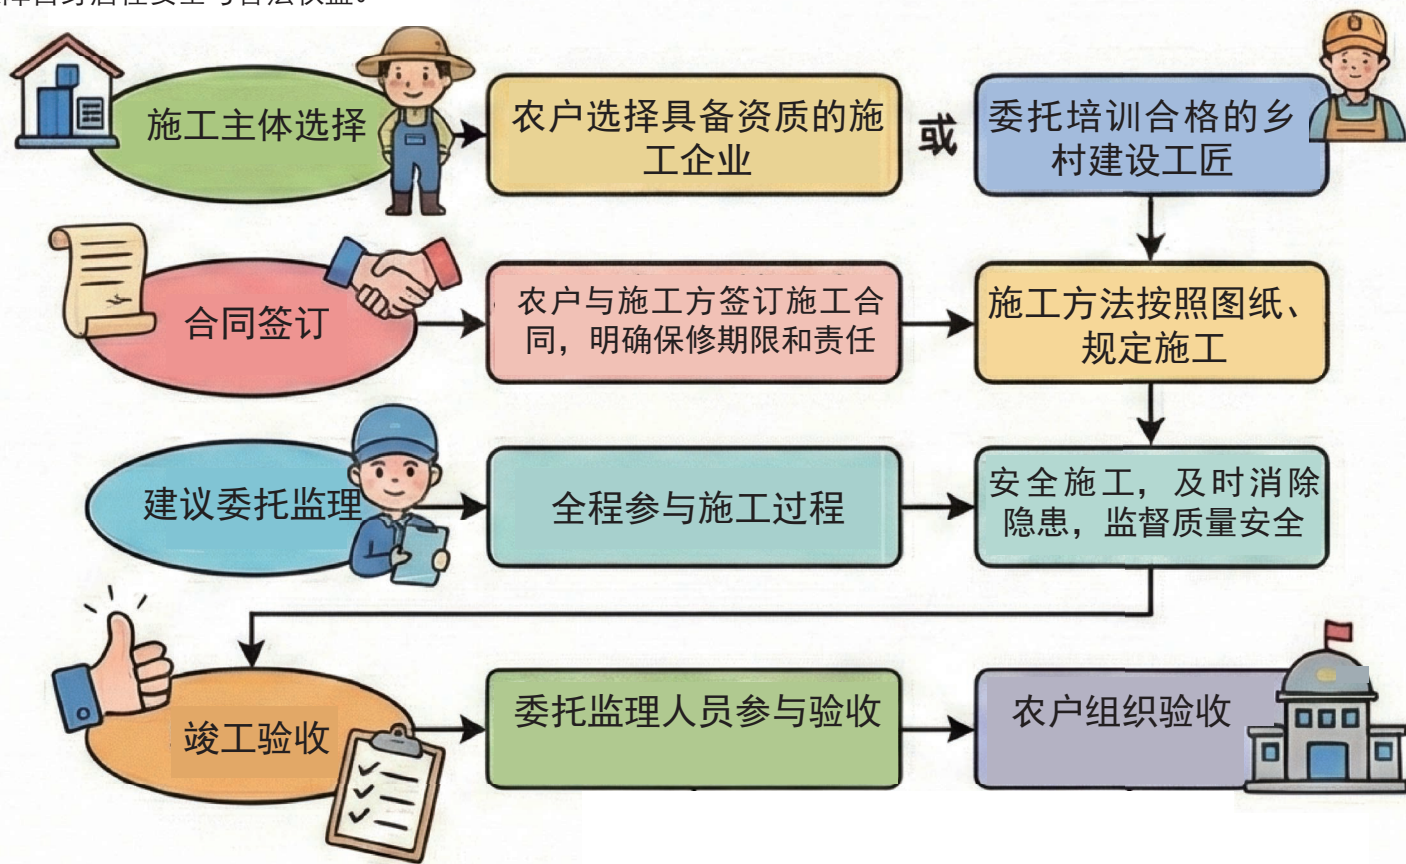 施工主体选择
农户选择具备资质的施
工企业
或
委托培训合格的乡
村建设工匠
合同签订
农户与施工方签订施工合
同，明确保修期限和责任
施工方法按照图纸、
规定施工
建议委托监理
全程参与施工过程
安全施工，及时消除
隐患，监督质量安全
竣工验收
委托监理人员参与验收
农户组织验收